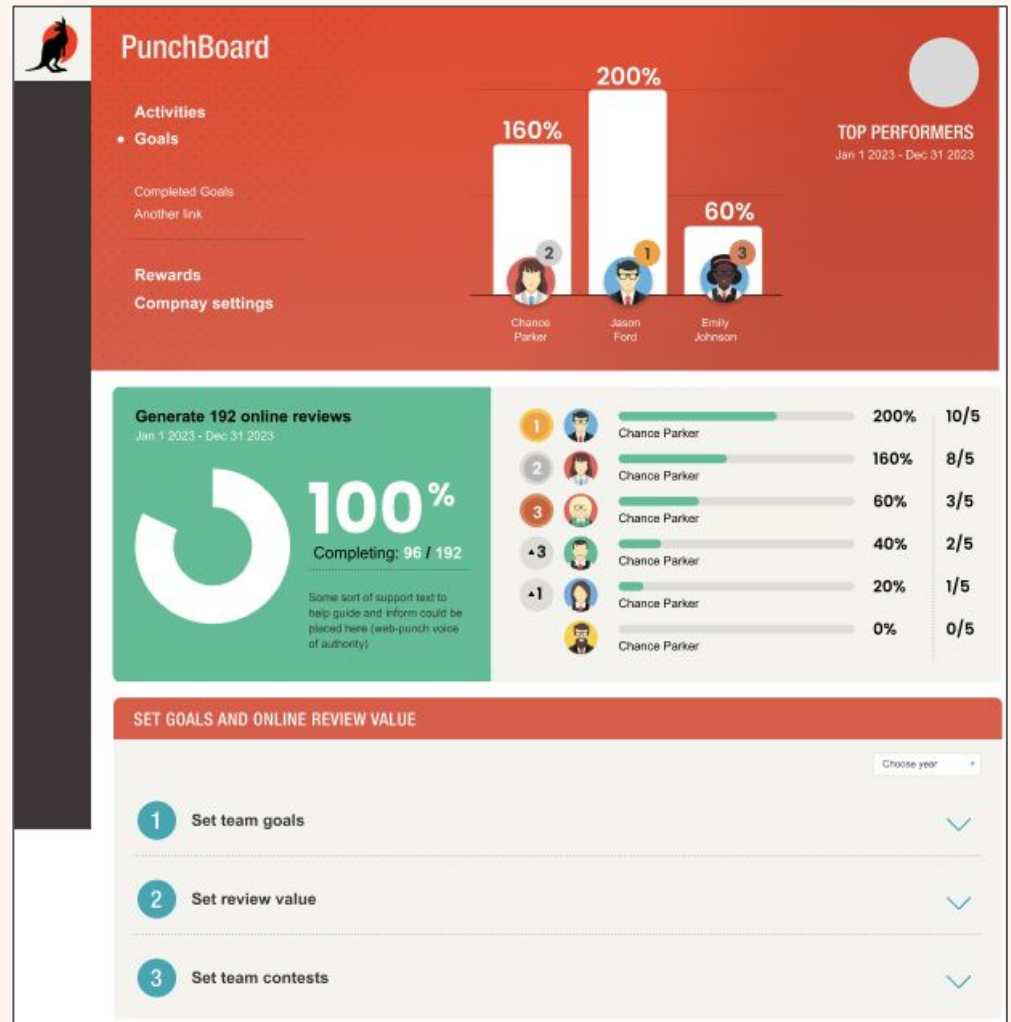 PunchBoard
Activities
• Goals
Completed Goals
Another link
Rewards
Compnay settings
160%
200%
60%
2
1
3
Chance
Parker
Jason
Ford
Emily
Johnson
TOP PERFORMERS
Jan 1 2023 - Dec 31 2023
Generate 192 online reviews
Jan 1 2023 - Dec 31 2023
100%
Completing: 96 / 192
Some sort of support text to
help guide and inform could be
placed here (web-punch voice
of authority)
1 Chance Parker 200% 10/5
2 Chance Parker 160% 8/5
3 Chance Parker 60% 3/5
▲3 Chance Parker 40% 2/5
▲1 Chance Parker 20% 1/5
Chance Parker 0% 0/5
SET GOALS AND ONLINE REVIEW VALUE
Choose year
1 Set team goals
2 Set review value
3 Set team contests